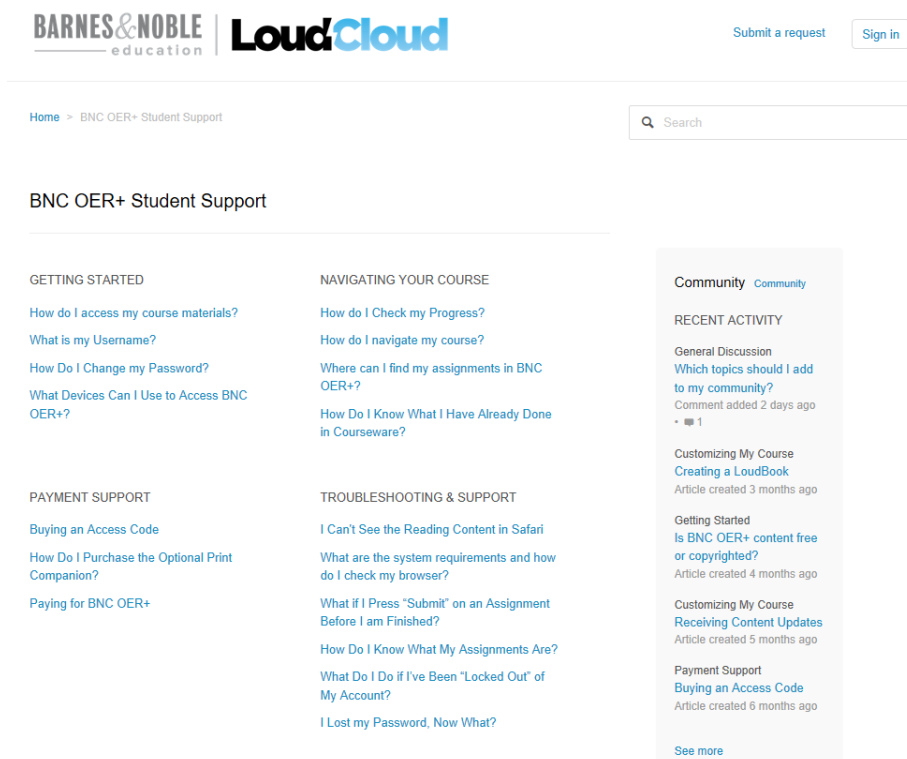 BARNES&NOBLE
education
LoudCloud
Submit a request
Sign in
Home > BNC OER+ Student Support
Search
BNC OER+ Student Support
GETTING STARTED
How do I access my course materials?
What is my Username?
How Do I Change my Password?
What Devices Can I Use to Access BNC
OER+?
NAVIGATING YOUR COURSE
How do I Check my Progress?
How do I navigate my course?
Where can I find my assignments in BNC
OER+?
How Do I Know What I Have Already Done
in Courseware?
PAYMENT SUPPORT
Buying an Access Code
How Do I Purchase the Optional Print
Companion?
Paying for BNC OER+
TROUBLESHOOTING & SUPPORT
I Can't See the Reading Content in Safari
What are the system requirements and how
do I check my browser?
What if I Press “Submit” on an Assignment
Before I am Finished?
How Do I Know What My Assignments Are?
What Do I Do if I've Been “Locked Out” of
My Account?
I Lost my Password, Now What?
Community Community
RECENT ACTIVITY
General Discussion
Which topics should I add
to my community?
Comment added 2 days ago
• 1
Customizing My Course
Creating a LoudBook
Article created 3 months ago
Getting Started
Is BNC OER+ content free
or copyrighted?
Article created 4 months ago
Customizing My Course
Receiving Content Updates
Article created 5 months ago
Payment Support
Buying an Access Code
Article created 6 months ago
See more